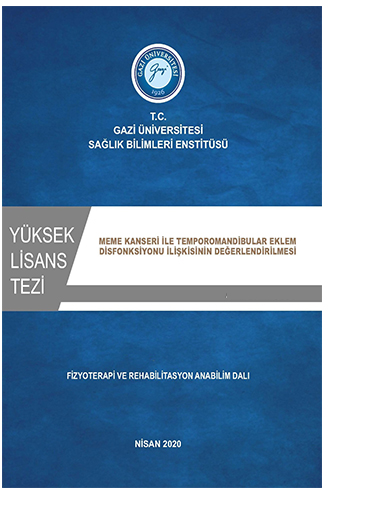 GAZİ ÜNİVERSİTESİ
Gazi
1926
T.C.
GAZİ ÜNİVERSİTESİ
SAĞLIK BİLİMLERİ ENSTİTÜSÜ
YÜKSEK
LİSANS
TEZİ
MEME KANSERİ İLE TEMPOROMANDİBULAR EKLEM
DİSFONKSİYONU İLİŞKİSİNİN DEĞERLENDİRİLMESİ
FİZYOTERAPİ VE REHABİLİTASYON ANABİLİM DALI
NİSAN 2020